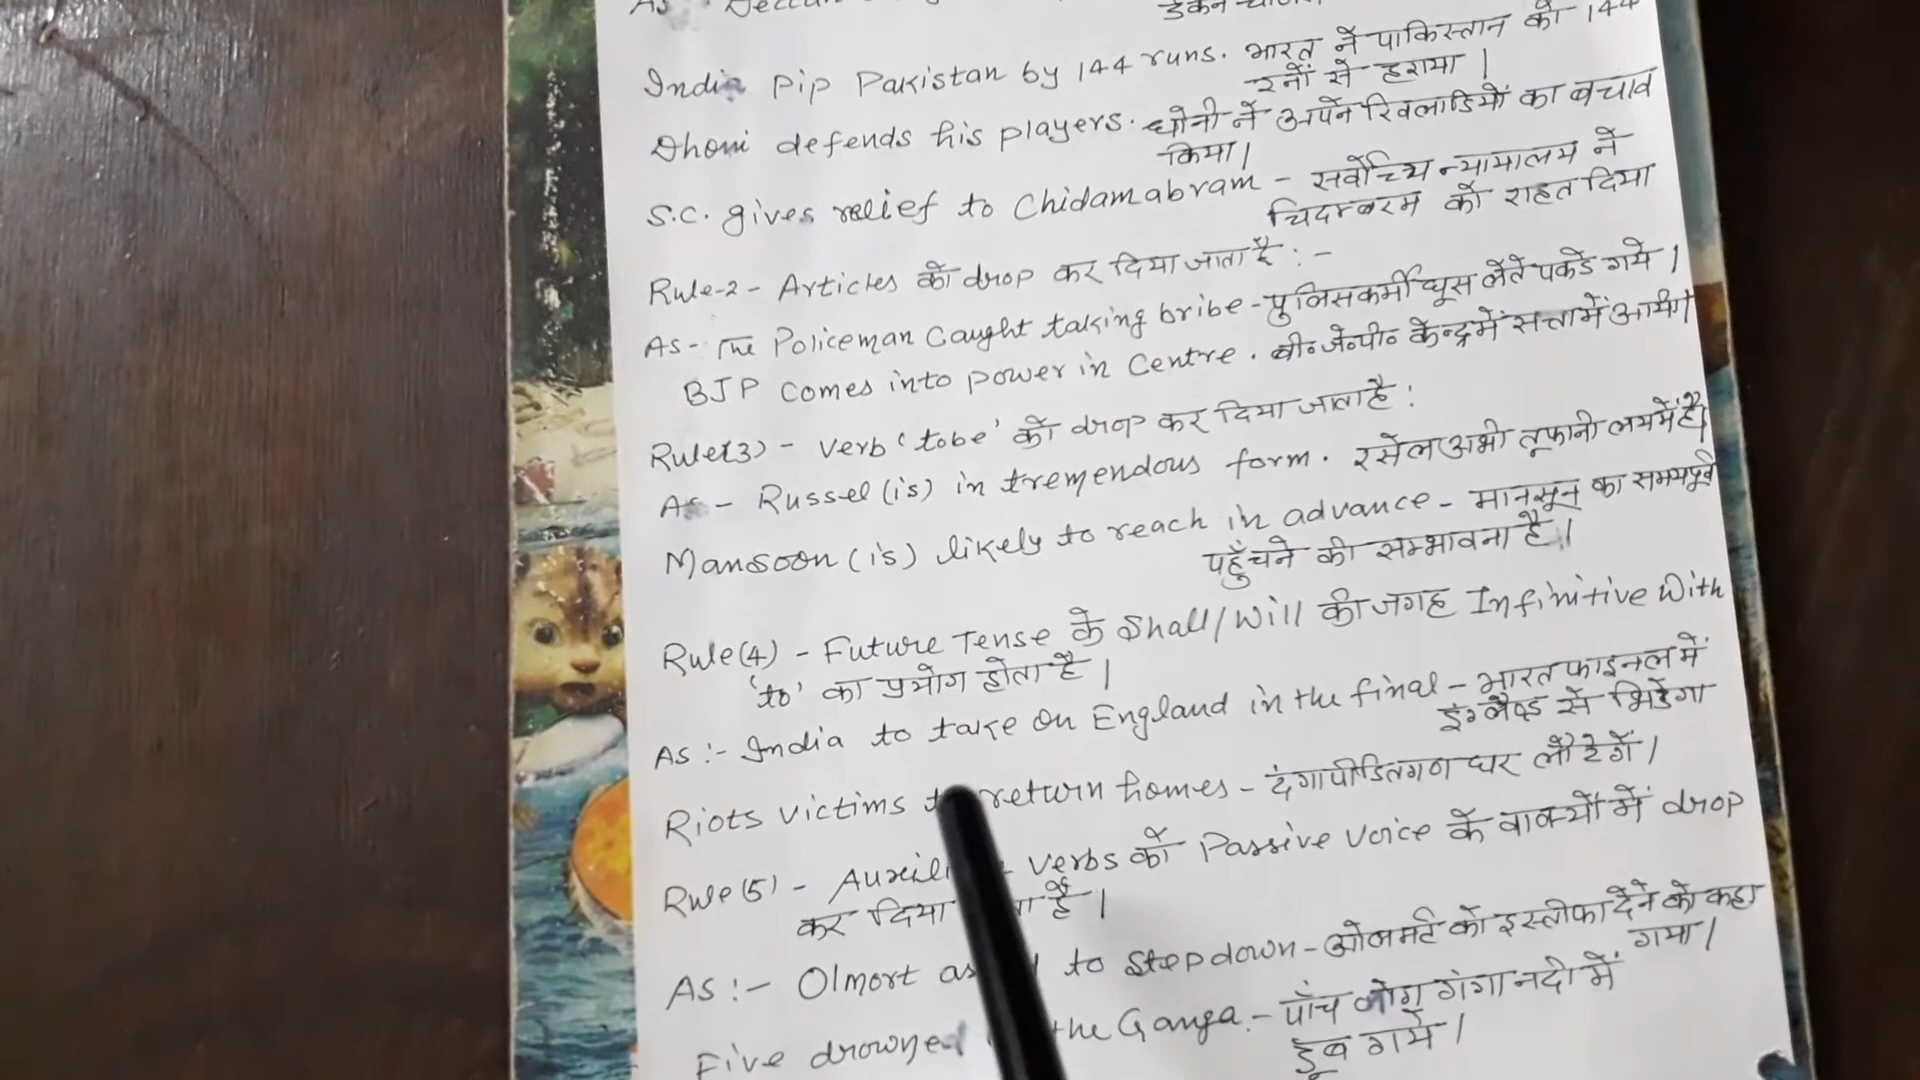 India Pip Pakistan by 144 runs. भारत ने पाकिस्तान को 144
रनों से हराया।
Dhoni defends his players. धोनी ने अपने खिलाडियों का बचाव
किया।
S.C. gives relief to Chidamabram - सर्वोच्य न्यायालय ने
चिदम्बरम को राहत दिया
Rule-2 - Articles को drop कर दिया जाता है :-
As - The Policeman Caught taking bribe - पुलिसकर्मी घूस लेते पकडे गये।
BJP comes into power in Centre. बी॰जे॰पी॰ केन्द्र में सत्ता में आयी।
Rule(3) - verb 'tobe' को drop कर दिया जाता है :
As - Russel (is) in tremendous form. रसेल अभी तूफानी लय में है।
Mansoon (is) likely to reach in advance - मानसून का समयपूर्व
पहुँचने की सम्भावना है।
Rule(4) - Future Tense के Shall/Will की जगह Infinitive With
'to' का प्रयोग होता है।
As :- India to take on England in the final - भारत फाइनल में
इंग्लैण्ड से भिडेगा
Riots victims return homes - दंगापीडितगण घर लौटेगें।
Rule(5) - verbs को Passive voice के वाक्यों में drop
कर दिया है।
As :- Olmort to Stepdown - ओलमर्ट को इस्तीफा देने को कहा
गया।
Five drowned the Ganga. - पाँच लोग गंगा नदी में
डूब गये।